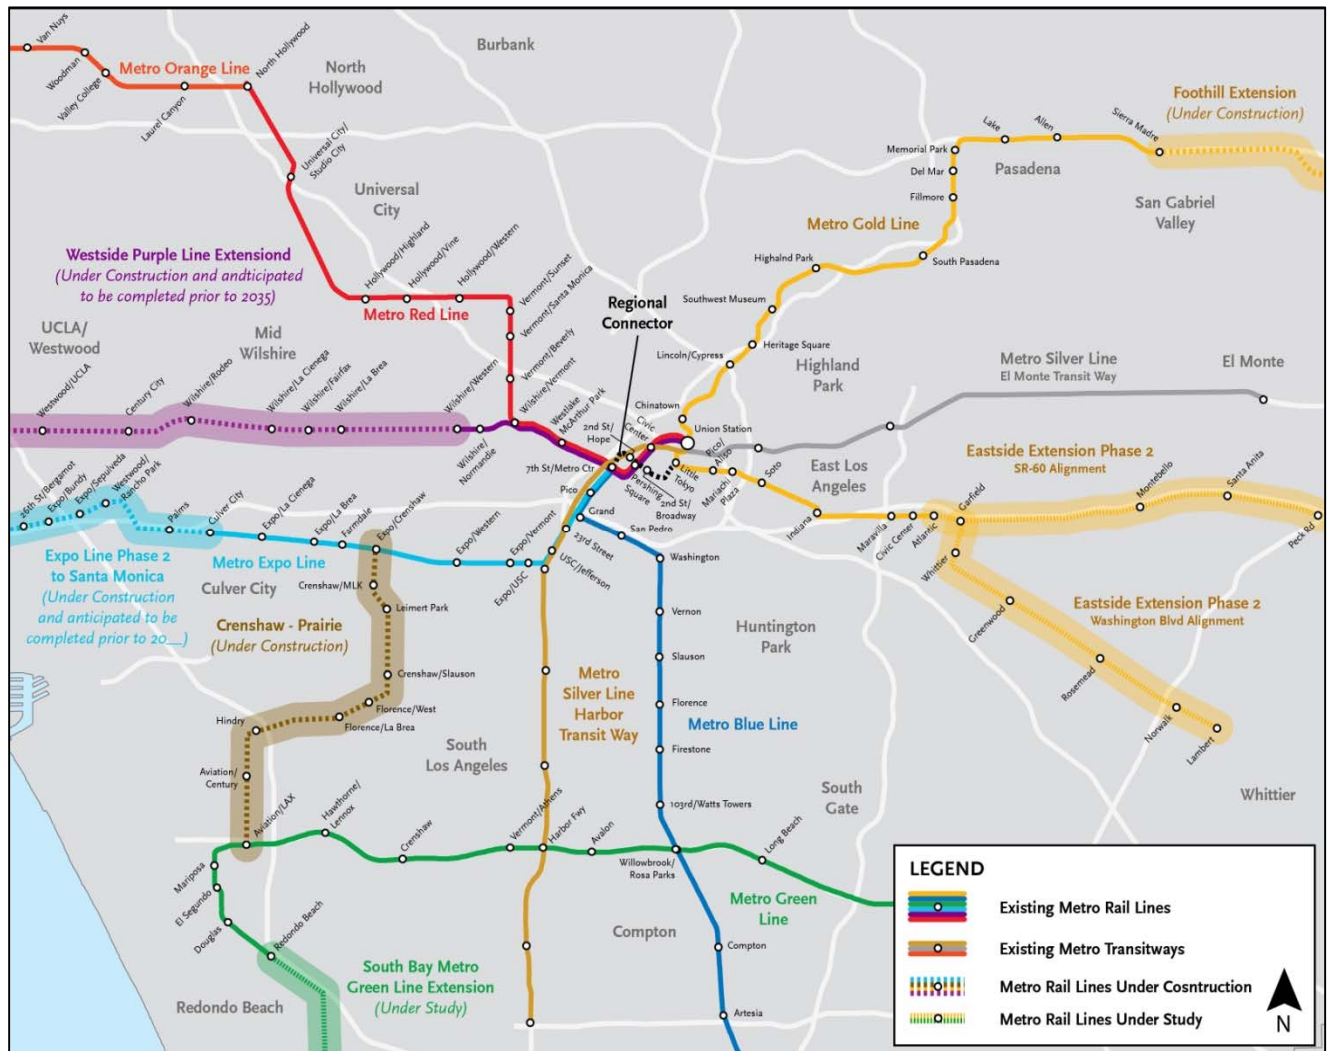 Van Nuys
Woodman
Valley College
Metro Orange Line
Laurel Canyon
North Hollywood
North
Hollywood
Burbank
Universal City/
Studio City
Universal
City
Foothill Extension
(Under Construction)
Sierra Madre
Allen
Lake
Memorial Park
Del Mar
Fillmore
Pasadena
San Gabriel
Valley
Metro Gold Line
South Pasadena
Highalnd Park
Southwest Museum
Heritage Square
Lincoln/Cypress
Highland
Park
Chinatown
Union Station
Westside Purple Line Extensiond
(Under Construction and andticipated
to be completed prior to 2035)
Hollywood/Highland
Hollywood/Vine
Hollywood/Western
Metro Red Line
Vermont/Sunset
Vermont/Santa Monica
Vermont/Beverly
Wilshire/Vermont
Regional
Connector
UCLA/
Westwood
Mid
Wilshire
Westwood/UCLA
Century City
Wilshire/Rodeo
Wilshire/La Cienega
Wilshire/Fairfax
Wilshire/La Brea
Wilshire/Western
Wilshire/
Normandie
Westlake
McArthur Park
2nd St/
Hope
Civic
Center
7th St/Metro Ctr
Pershing
Square
2nd St/
Broadway
Little
Tokyo
Pico/
Aliso
Mariachi
Plaza
Soto
Indiana
East Los
Angeles
Maravilla
Civic Center
Atlantic
Metro Silver Line
El Monte Transit Way
El Monte
Eastside Extension Phase 2
SR-60 Alignment
Garfield
Montebello
Santa Anita
Peck Rd
Whittier
Greenwood
Rosemead
Norwalk
Lambert
Eastside Extension Phase 2
Washington Blvd Alignment
Whittier
26th St/Bergamot
Expo/Bundy
Expo/Sepulveda
Westwood/
Rancho Park
Palms
Culver City
Expo/La Cienega
Expo/La Brea
Farmdale
Expo/Crenshaw
Expo/Western
Expo/Vermont
Expo/USC
USC/Jefferson
23rd Street
Pico
Grand
San Pedro
Washington
Vernon
Slauson
Florence
Firestone
103rd/Watts Towers
Metro Blue Line
Huntington
Park
Expo Line Phase 2
to Santa Monica
(Under Construction
and anticipated to be
completed prior to 20__)
Metro Expo Line
Culver City
Crenshaw - Prairie
(Under Construction)
Crenshaw/MLK
Leimert Park
Crenshaw/Slauson
Florence/West
Florence/La Brea
Hindry
Aviation/
Century
Aviation/LAX
Metro
Silver Line
Harbor
Transit Way
South
Los Angeles
South
Gate
Mariposa
El Segundo
Douglas
Redondo Beach
Hawthorne/
Lennox
Crenshaw
Vermont/Athens
Harbor Fwy
Avalon
Willowbrook/
Rosa Parks
Long Beach
Metro Green
Line
Compton
Compton
Artesia
South Bay Metro
Green Line Extension
(Under Study)
Redondo Beach
LEGEND
Existing Metro Rail Lines
Existing Metro Transitways
Metro Rail Lines Under Cosntruction
Metro Rail Lines Under Study
N